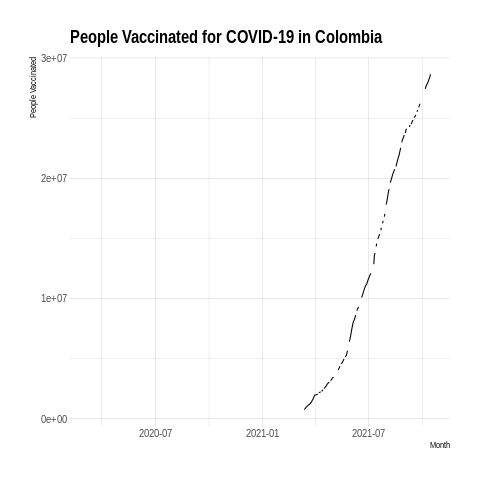 People Vaccinated for COVID-19 in Colombia
People Vaccinated
3e+07
2e+07
1e+07
0e+00
2020-07 2021-01 2021-07
Month